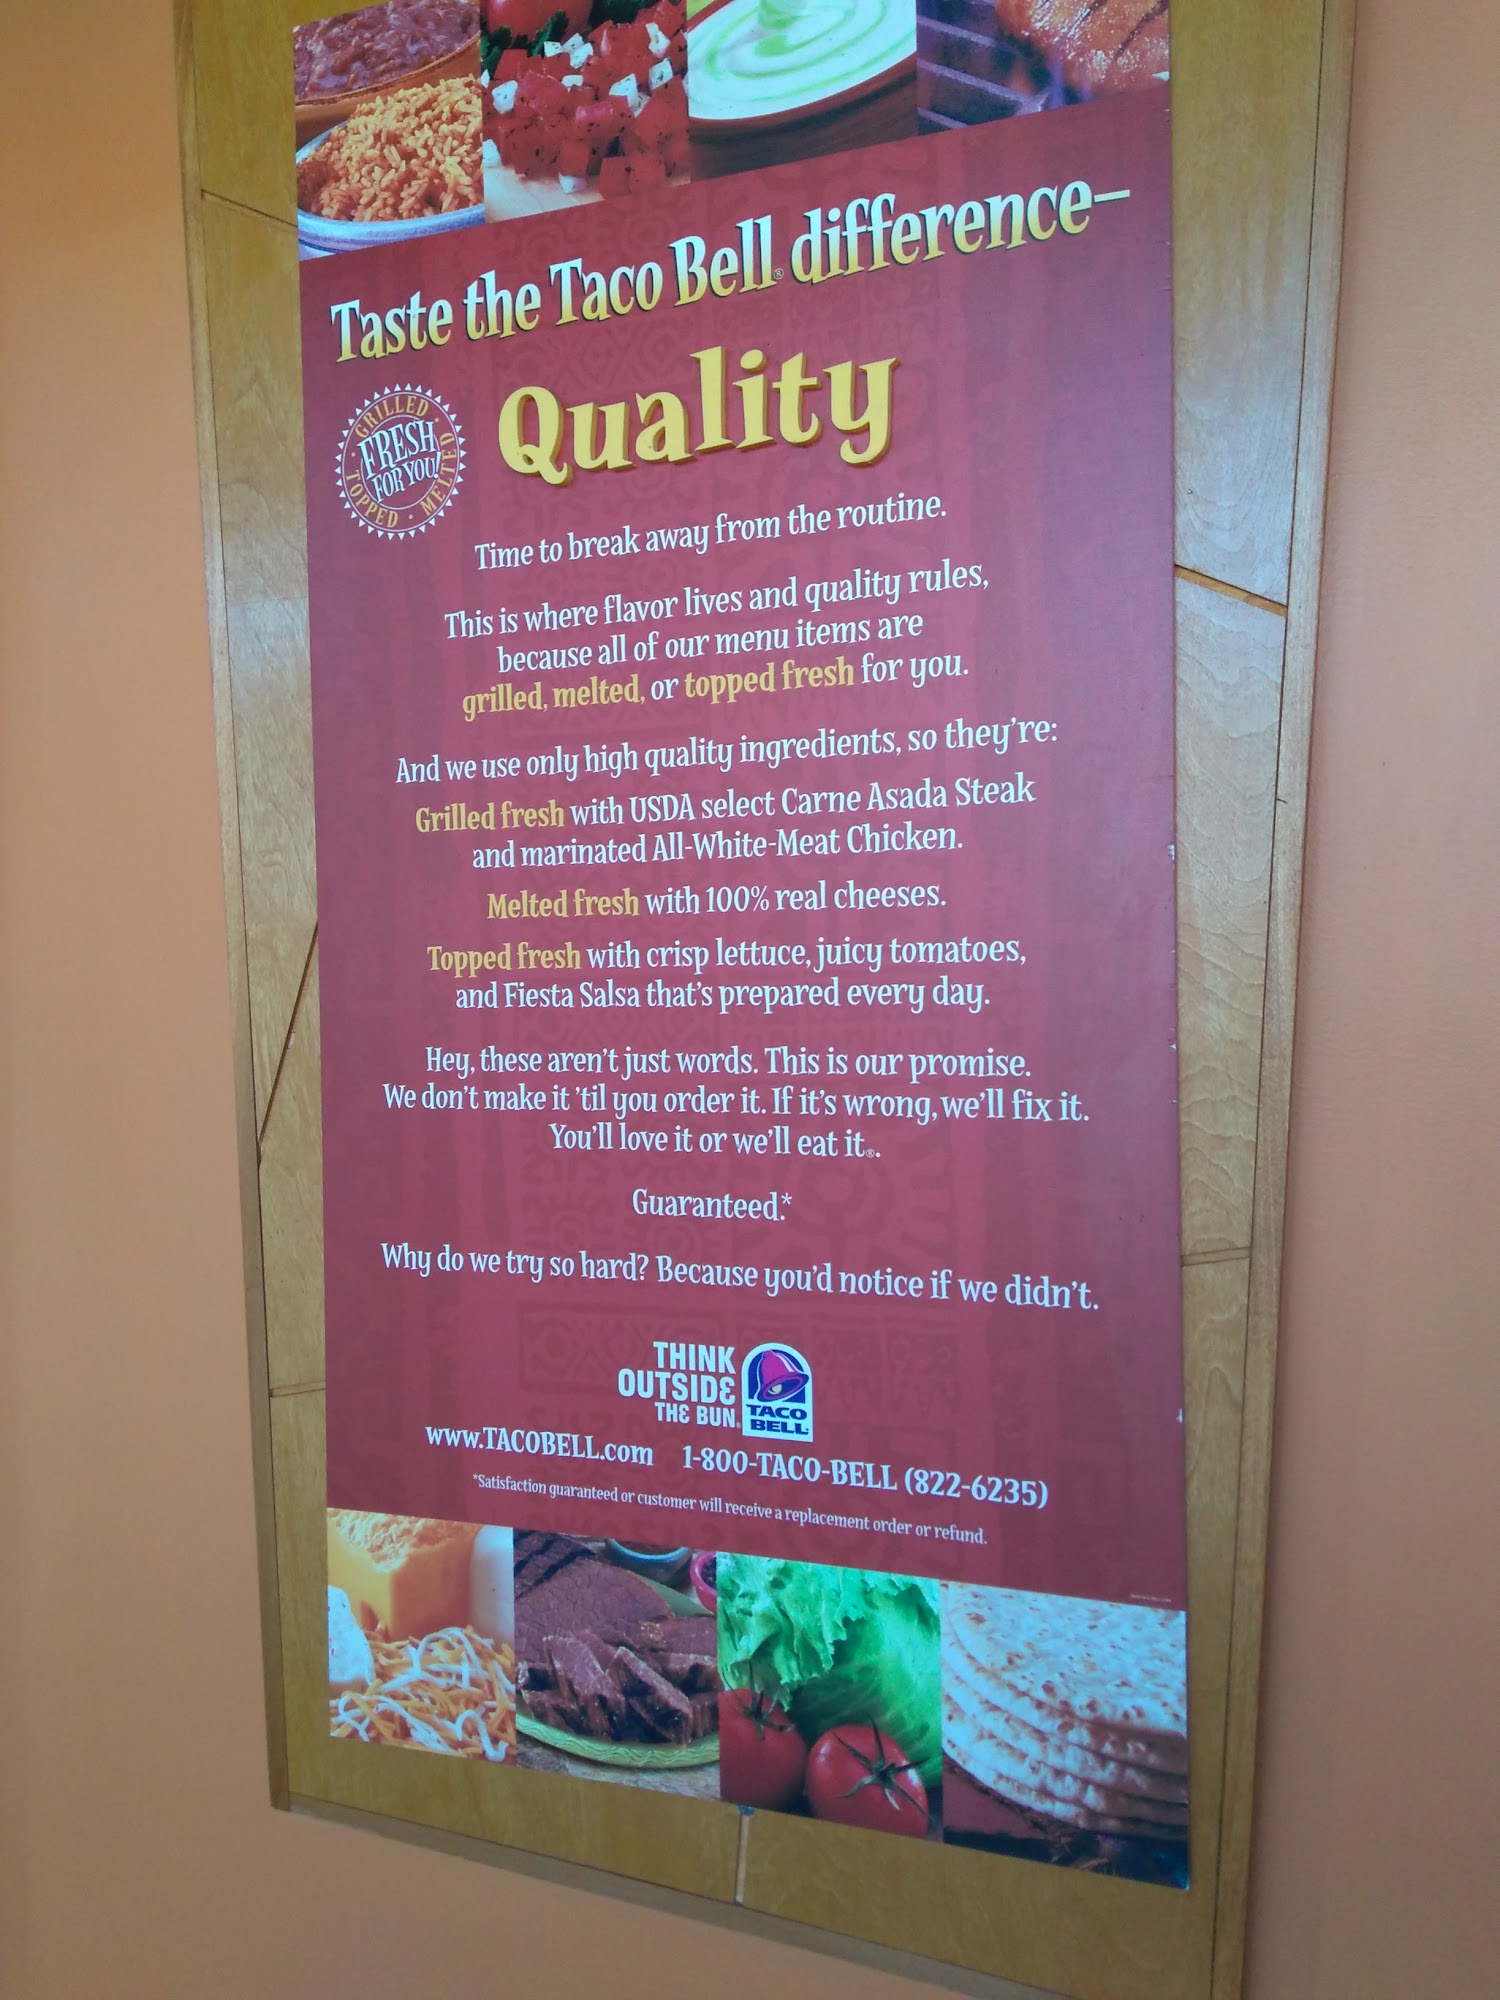 Taste the Taco Bell® difference–
Quality
GRILLED
FRESH
FOR YOU!
TOPPED · MELTED
Time to break away from the routine.
This is where flavor lives and quality rules,
because all of our menu items are
grilled, melted, or topped fresh for you.
And we use only high quality ingredients, so they're:
Grilled fresh with USDA select Carne Asada Steak
and marinated All-White-Meat Chicken.
Melted fresh with 100% real cheeses.
Topped fresh with crisp lettuce, juicy tomatoes,
and Fiesta Salsa that's prepared every day.
Hey, these aren't just words. This is our promise.
We don't make it 'til you order it. If it's wrong, we'll fix it.
You'll love it or we'll eat it®.
Guaranteed.*
Why do we try so hard? Because you'd notice if we didn't.
THINK
OUTSIDE
THE BUN.®
TACO
BELL
www.TACOBELL.com 1-800-TACO-BELL (822-6235)
*Satisfaction guaranteed or customer will receive a replacement order or refund.